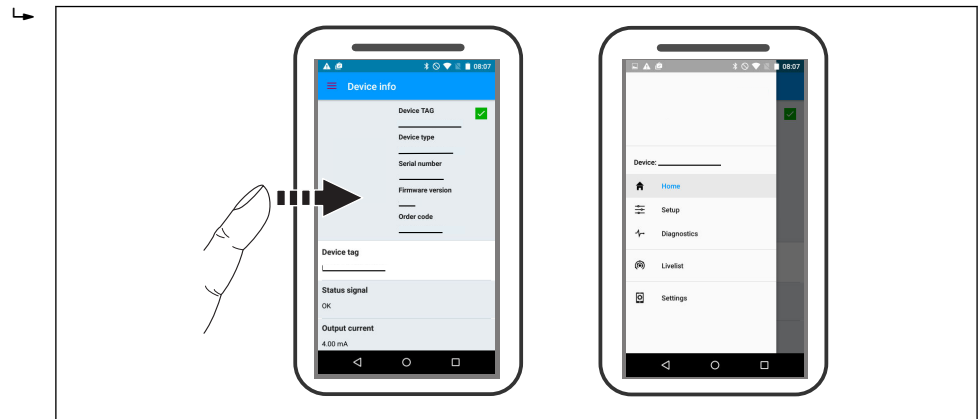 08:07
Device info
Device TAG
Device type
Serial number
Firmware version
Order code
Device tag
Status signal
OK
Output current
4.00 mA
08:07
Device:
Home
Setup
Diagnostics
Livelist
Settings